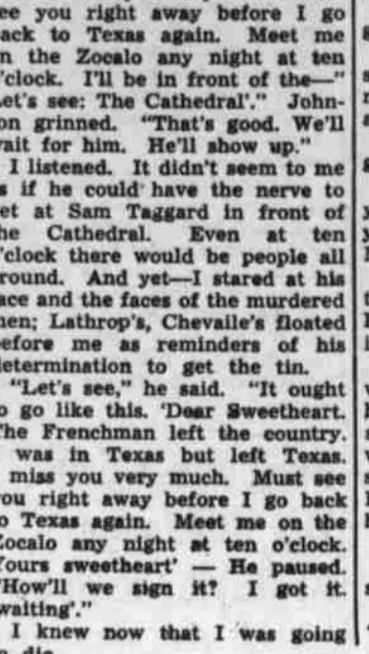 ee you right away before I go
ack to Texas again. Meet me
n the Zocalo any night at ten
'clock. I'll be in front of the—"
et's see: The Cathedral'." John-
on grinned. "That's good. We'll
ait for him. He'll show up."
I listened. It didn't seem to me
s if he could have the nerve to
et at Sam Taggard in front of
he Cathedral. Even at ten
'clock there would be people all
round. And yet—I stared at his
ace and the faces of the murdered
en; Lathrop's, Chevaile's floated
efore me as reminders of his
etermination to get the tin.
"Let's see," he said. "It ought
o go like this. 'Dear Sweetheart.
The Frenchman left the country.
was in Texas but left Texas.
miss you very much. Must see
you right away before I go back
o Texas again. Meet me on the
Zocalo any night at ten o'clock.
Yours sweetheart' — He paused.
"How'll we sign it? I got it.
waiting'."
I knew now that I was going
die